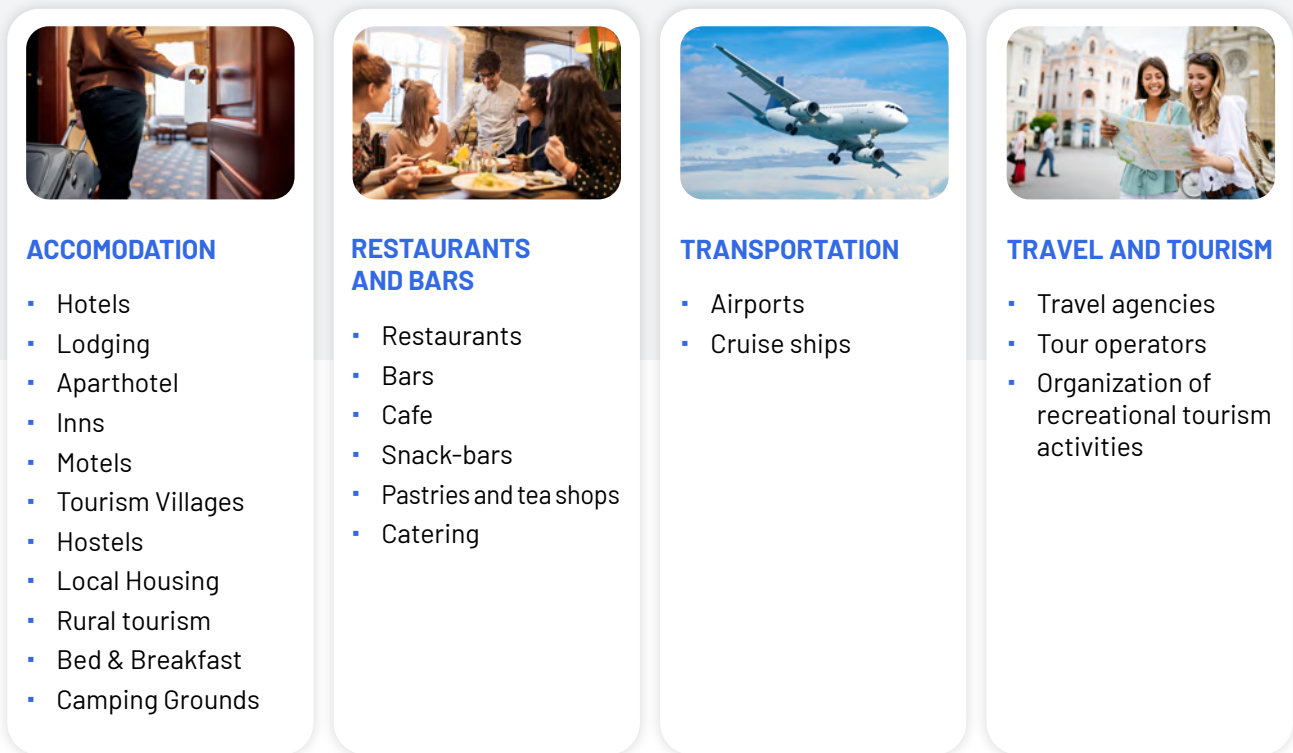 ACCOMODATION
▪ Hotels
▪ Lodging
▪ Aparthotel
▪ Inns
▪ Motels
▪ Tourism Villages
▪ Hostels
▪ Local Housing
▪ Rural tourism
▪ Bed & Breakfast
▪ Camping Grounds
RESTAURANTS
AND BARS
▪ Restaurants
▪ Bars
▪ Cafe
▪ Snack-bars
▪ Pastries and tea shops
▪ Catering
TRANSPORTATION
▪ Airports
▪ Cruise ships
TRAVEL AND TOURISM
▪ Travel agencies
▪ Tour operators
▪ Organization of
recreational tourism
activities